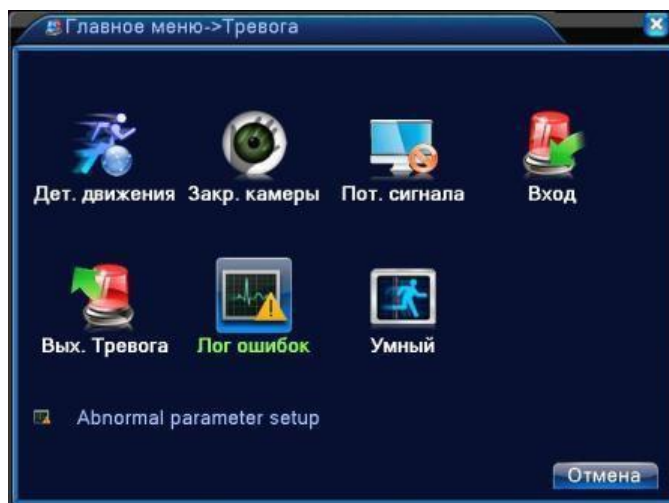 Главное меню->Тревога
Дет. движения Закр. камеры Пот. сигнала Вход
Вых. Тревога Лог ошибок Умный
Abnormal parameter setup
Отмена